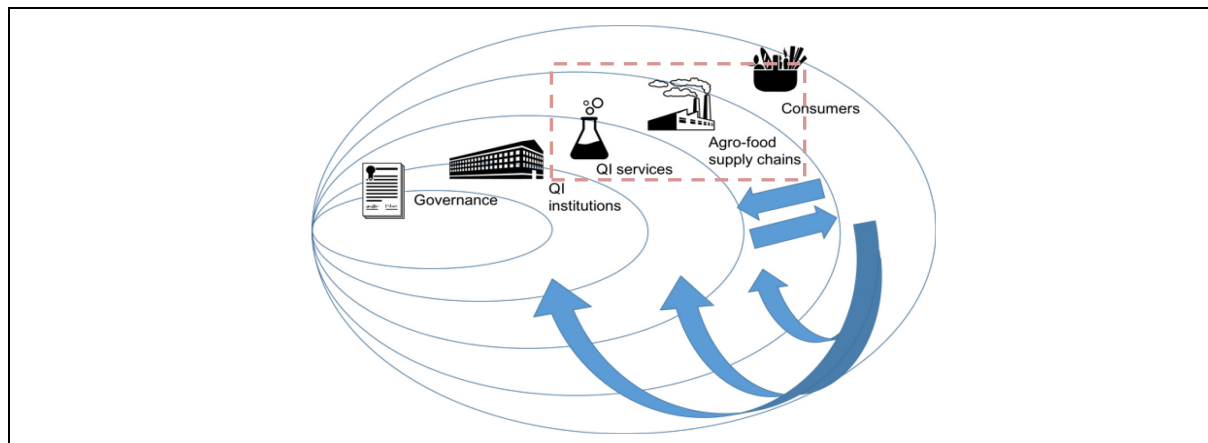 Consumers
Agro-food
supply chains
QI services
QI
institutions
Governance